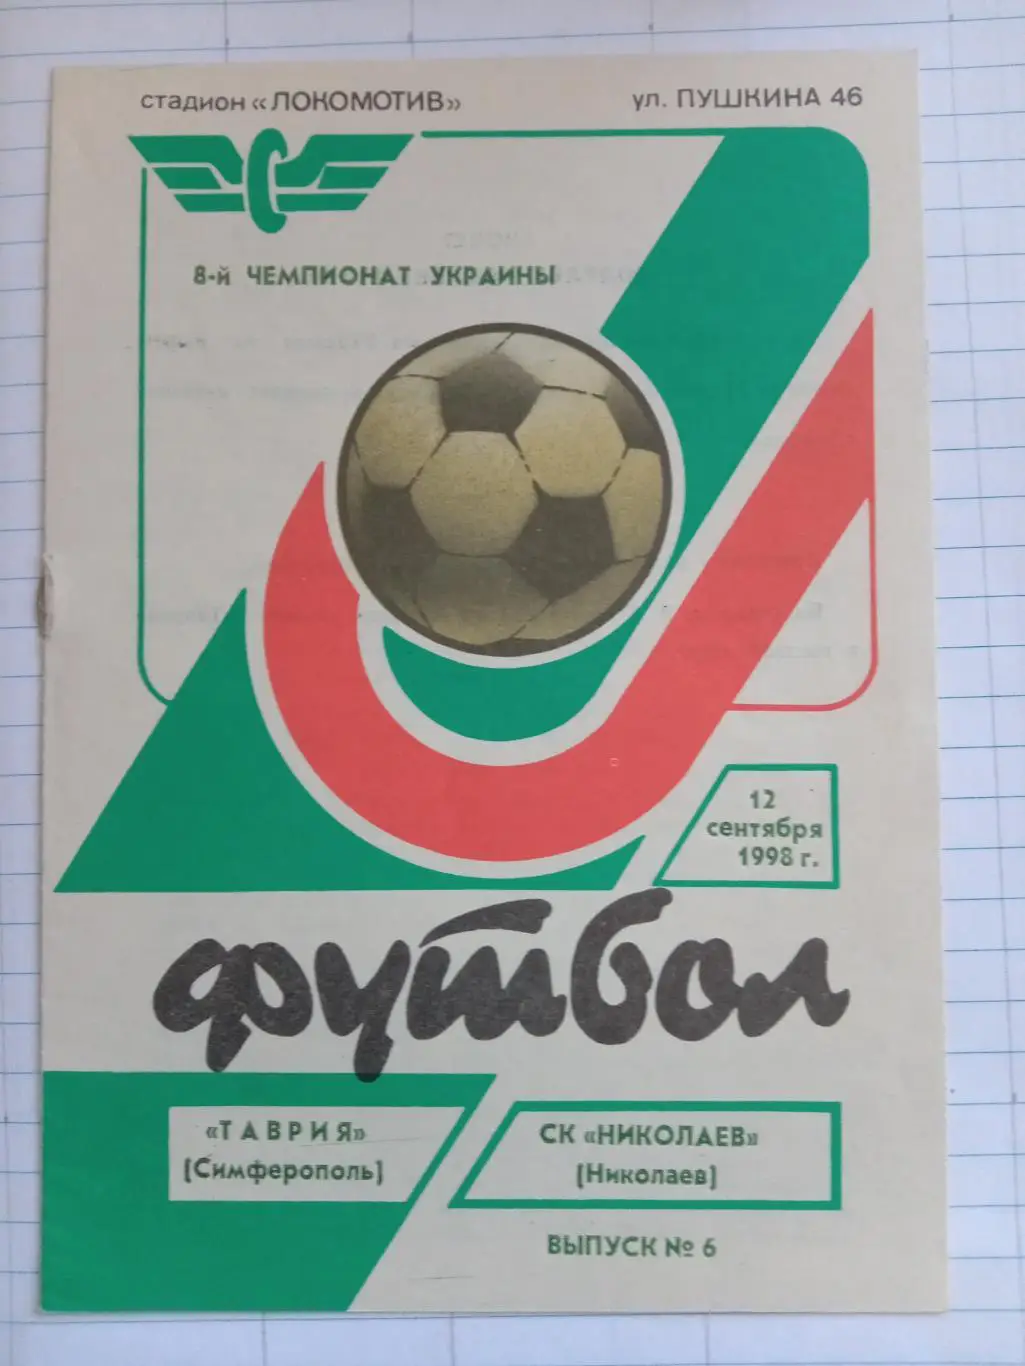 стадион «ЛОКОМОТИВ» ул. ПУШКИНА 46
8-й ЧЕМПИОНАТ УКРАИНЫ
12
сентября
1998 г.
футбол
«ТАВРИЯ»
[Симферополь]
СК «НИКОЛАЕВ»
[Николаев]
ВЫПУСК № 6